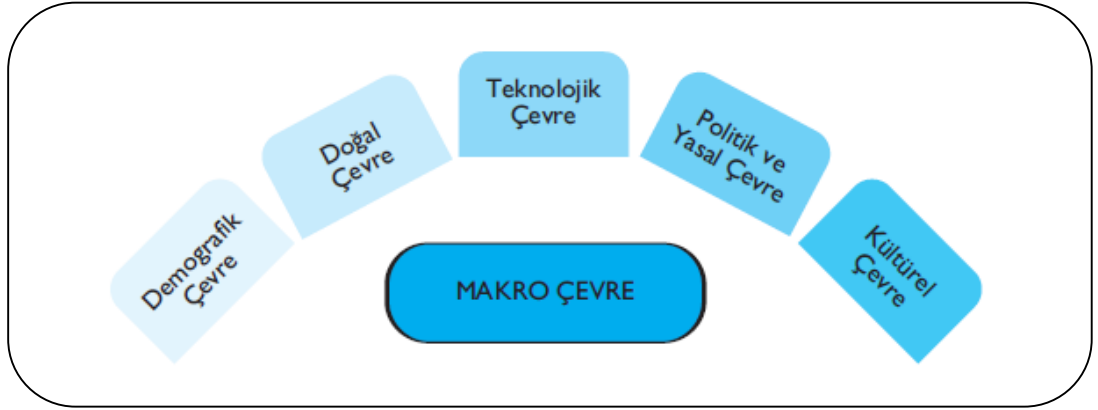 Demografik
Çevre
Doğal
Çevre
Teknolojik
Çevre
Politik ve
Yasal Çevre
Kültürel
Çevre
MAKRO ÇEVRE